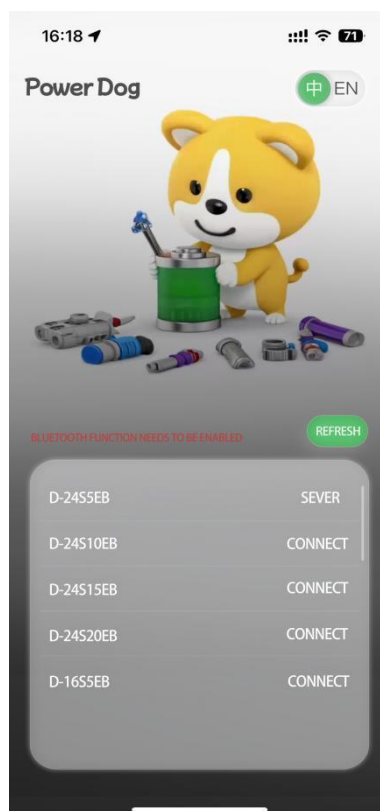 16:18
71
Power Dog
中 EN
BLUETOOTH FUNCTION NEEDS TO BE ENABLED
REFRESH
D-24S5EB SEVER
D-24S10EB CONNECT
D-24S15EB CONNECT
D-24S20EB CONNECT
D-16S5EB CONNECT